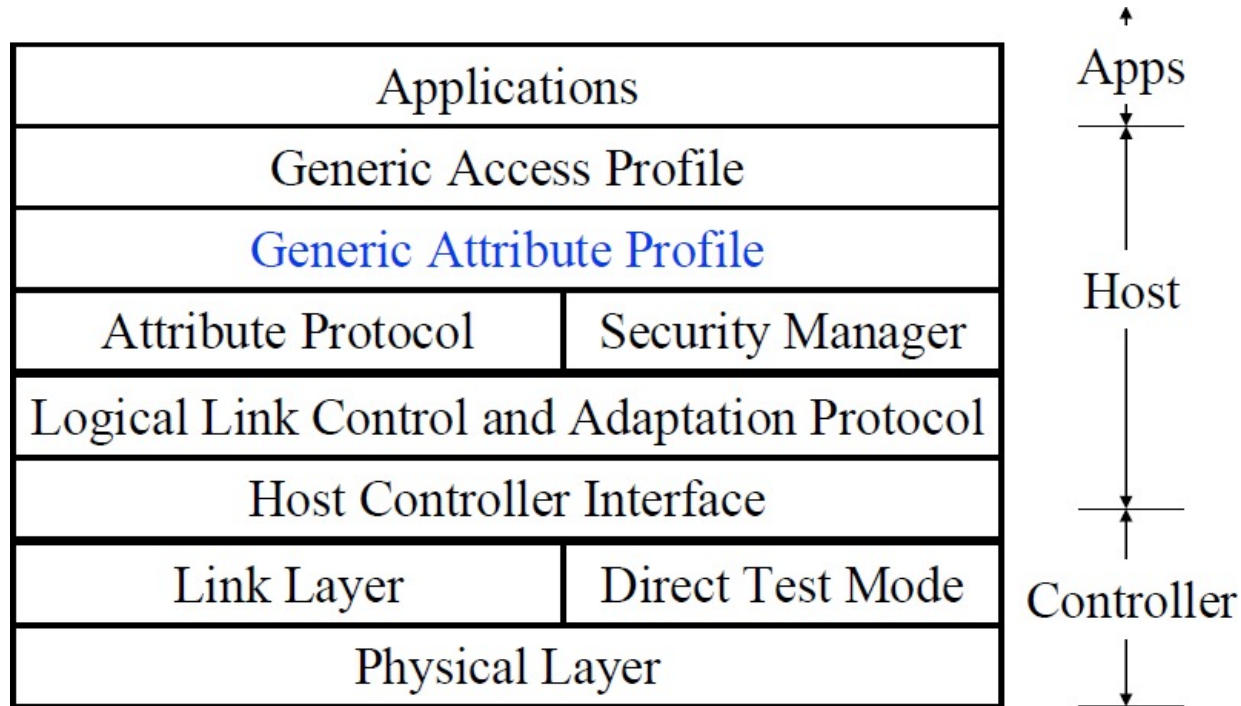 Applications
Generic Access Profile
Generic Attribute Profile
Attribute Protocol
Security Manager
Logical Link Control and Adaptation Protocol
Host Controller Interface
Link Layer
Direct Test Mode
Physical Layer
Apps
Host
Controller